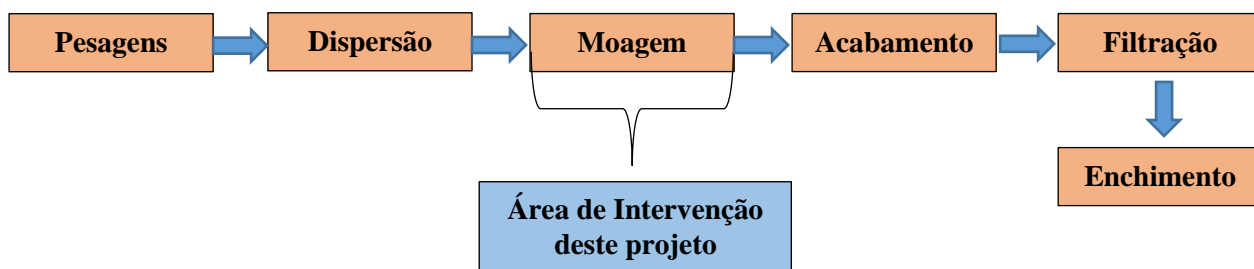 Pesagens
Dispersão
Moagem
Acabamento
Filtração
Enchimento
Área de Intervenção
deste projeto